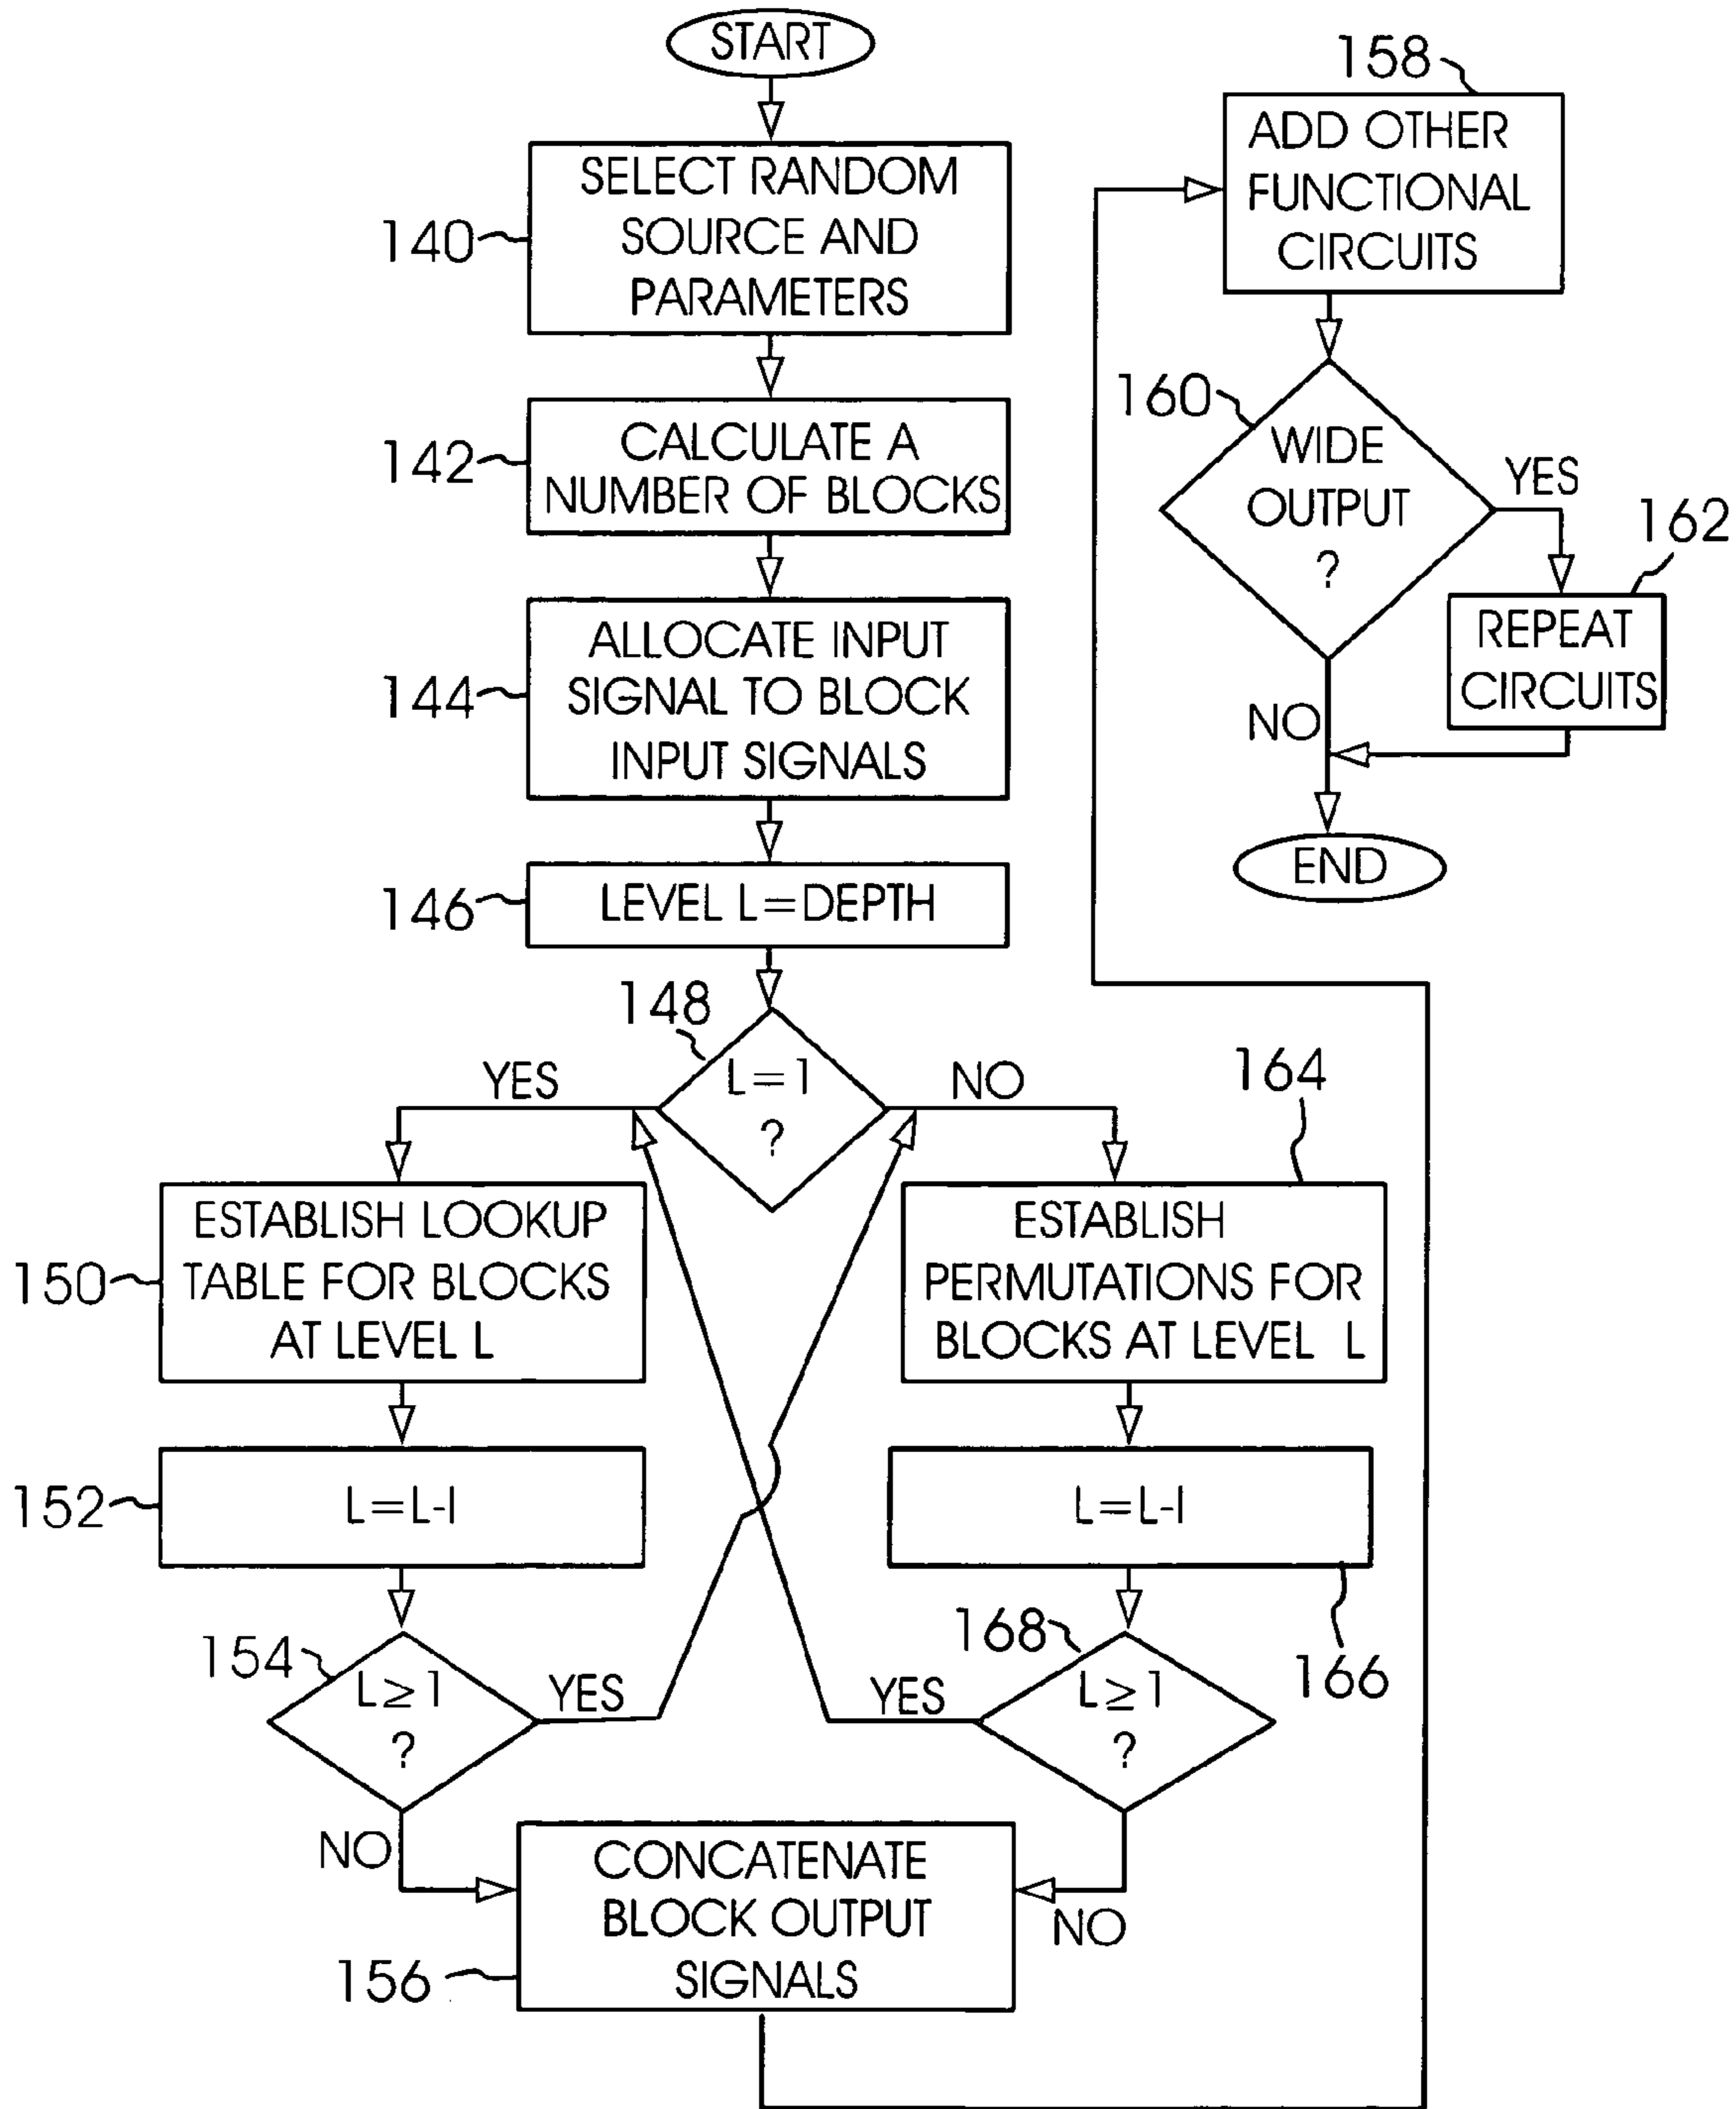 START
140
SELECT RANDOM
SOURCE AND
PARAMETERS
142
CALCULATE A
NUMBER OF BLOCKS
144
ALLOCATE INPUT
SIGNAL TO BLOCK
INPUT SIGNALS
146
LEVEL L=DEPTH
148
L=1
?
YES
NO
150
ESTABLISH LOOKUP
TABLE FOR BLOCKS
AT LEVEL L
164
ESTABLISH
PERMUTATIONS FOR
BLOCKS AT LEVEL L
152
L=L-1
L=L-1
166
154
L≥1
?
YES
NO
168
L≥1
?
YES
NO
156
CONCATENATE
BLOCK OUTPUT
SIGNALS
158
ADD OTHER
FUNCTIONAL
CIRCUITS
160
WIDE
OUTPUT
?
YES
NO
162
REPEAT
CIRCUITS
END